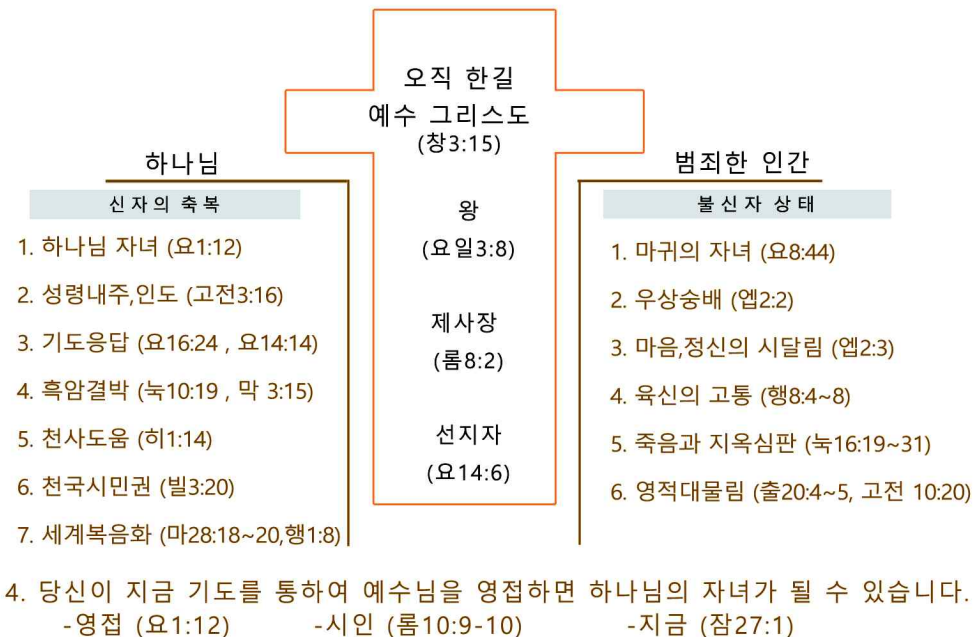 오직 한길
예수 그리스도
(창3:15)
왕
(요일3:8)
제사장
(롬8:2)
선지자
(요14:6)
하나님
신자의 축복
1. 하나님 자녀 (요1:12)
2. 성령내주,인도 (고전3:16)
3. 기도응답 (요16:24 , 요14:14)
4. 흑암결박 (눅10:19 , 막 3:15)
5. 천사도움 (히1:14)
6. 천국시민권 (빌3:20)
7. 세계복음화 (마28:18~20,행1:8)
범죄한 인간
불신자 상태
1. 마귀의 자녀 (요8:44)
2. 우상숭배 (엡2:2)
3. 마음,정신의 시달림 (엡2:3)
4. 육신의 고통 (행8:4~8)
5. 죽음과 지옥심판 (눅16:19~31)
6. 영적대물림 (출20:4~5, 고전 10:20)
4. 당신이 지금 기도를 통하여 예수님을 영접하면 하나님의 자녀가 될 수 있습니다.
-영접 (요1:12) -시인 (롬10:9-10) -지금 (잠27:1)